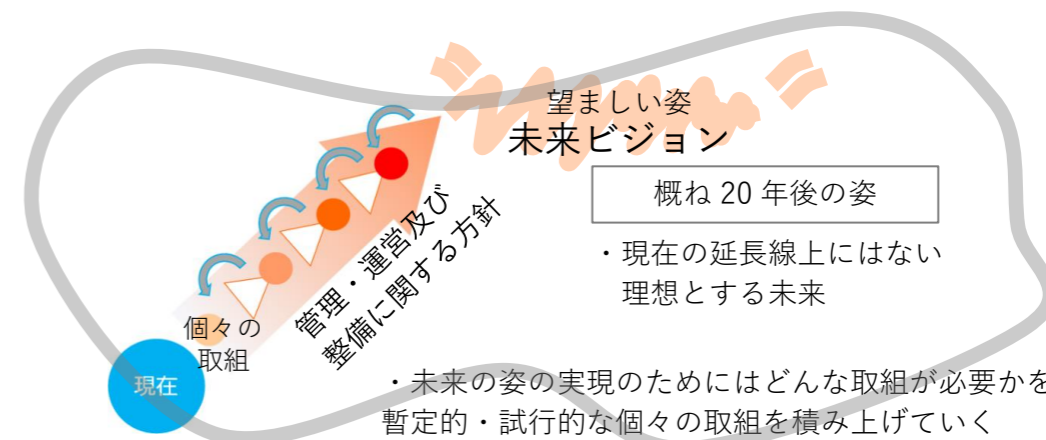 望ましい姿
未来ビジョン
概ね 20 年後の姿
・現在の延長線上にはない
理想とする未来
管理・運営及び
整備に関する方針
個々の
取組
現在
・未来の姿の実現のためにはどんな取組が必要かを
暫定的・試行的な個々の取組を積み上げていく